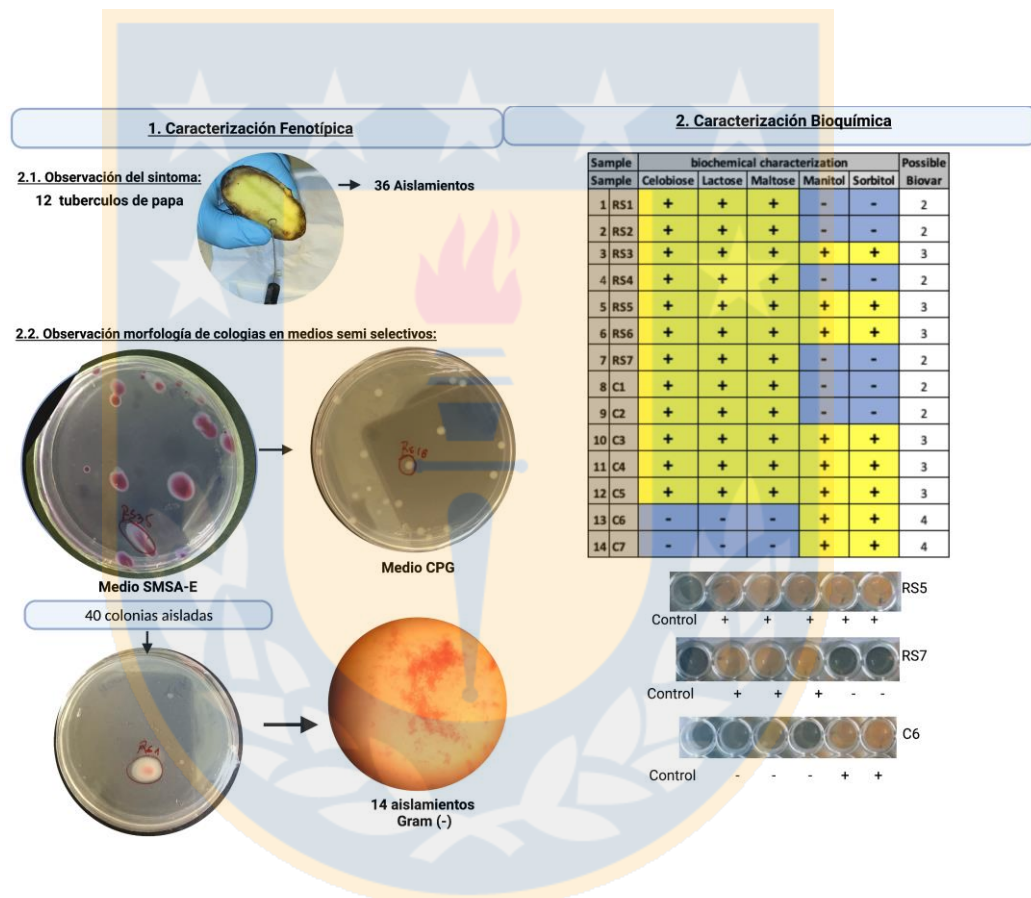 1. Caracterización Fenotípica
2.1. Observación del sintoma:
12 tuberculos de papa
36 Aislamientos
2.2. Observación morfología de cologias en medios semi selectivos:
RS35
RS1B
Medio SMSA-E
Medio CPG
40 colonias aisladas
RS1
14 aislamientos
Gram (-)
2. Caracterización Bioquímica
Sample biochemical characterization Possible
Sample Celobiose Lactose Maltose Manitol Sorbitol Biovar
1 RS1 + + + - - 2
2 RS2 + + + - - 2
3 RS3 + + + + + 3
4 RS4 + + + - - 2
5 RS5 + + + + + 3
6 RS6 + + + + + 3
7 RS7 + + + - - 2
8 C1 + + + - - 2
9 C2 + + + - - 2
10 C3 + + + + + 3
11 C4 + + + + + 3
12 C5 + + + + + 3
13 C6 - - - + + 4
14 C7 - - - + + 4
RS5
Control + + + + +
RS7
Control + + + - -
C6
Control - - - + +